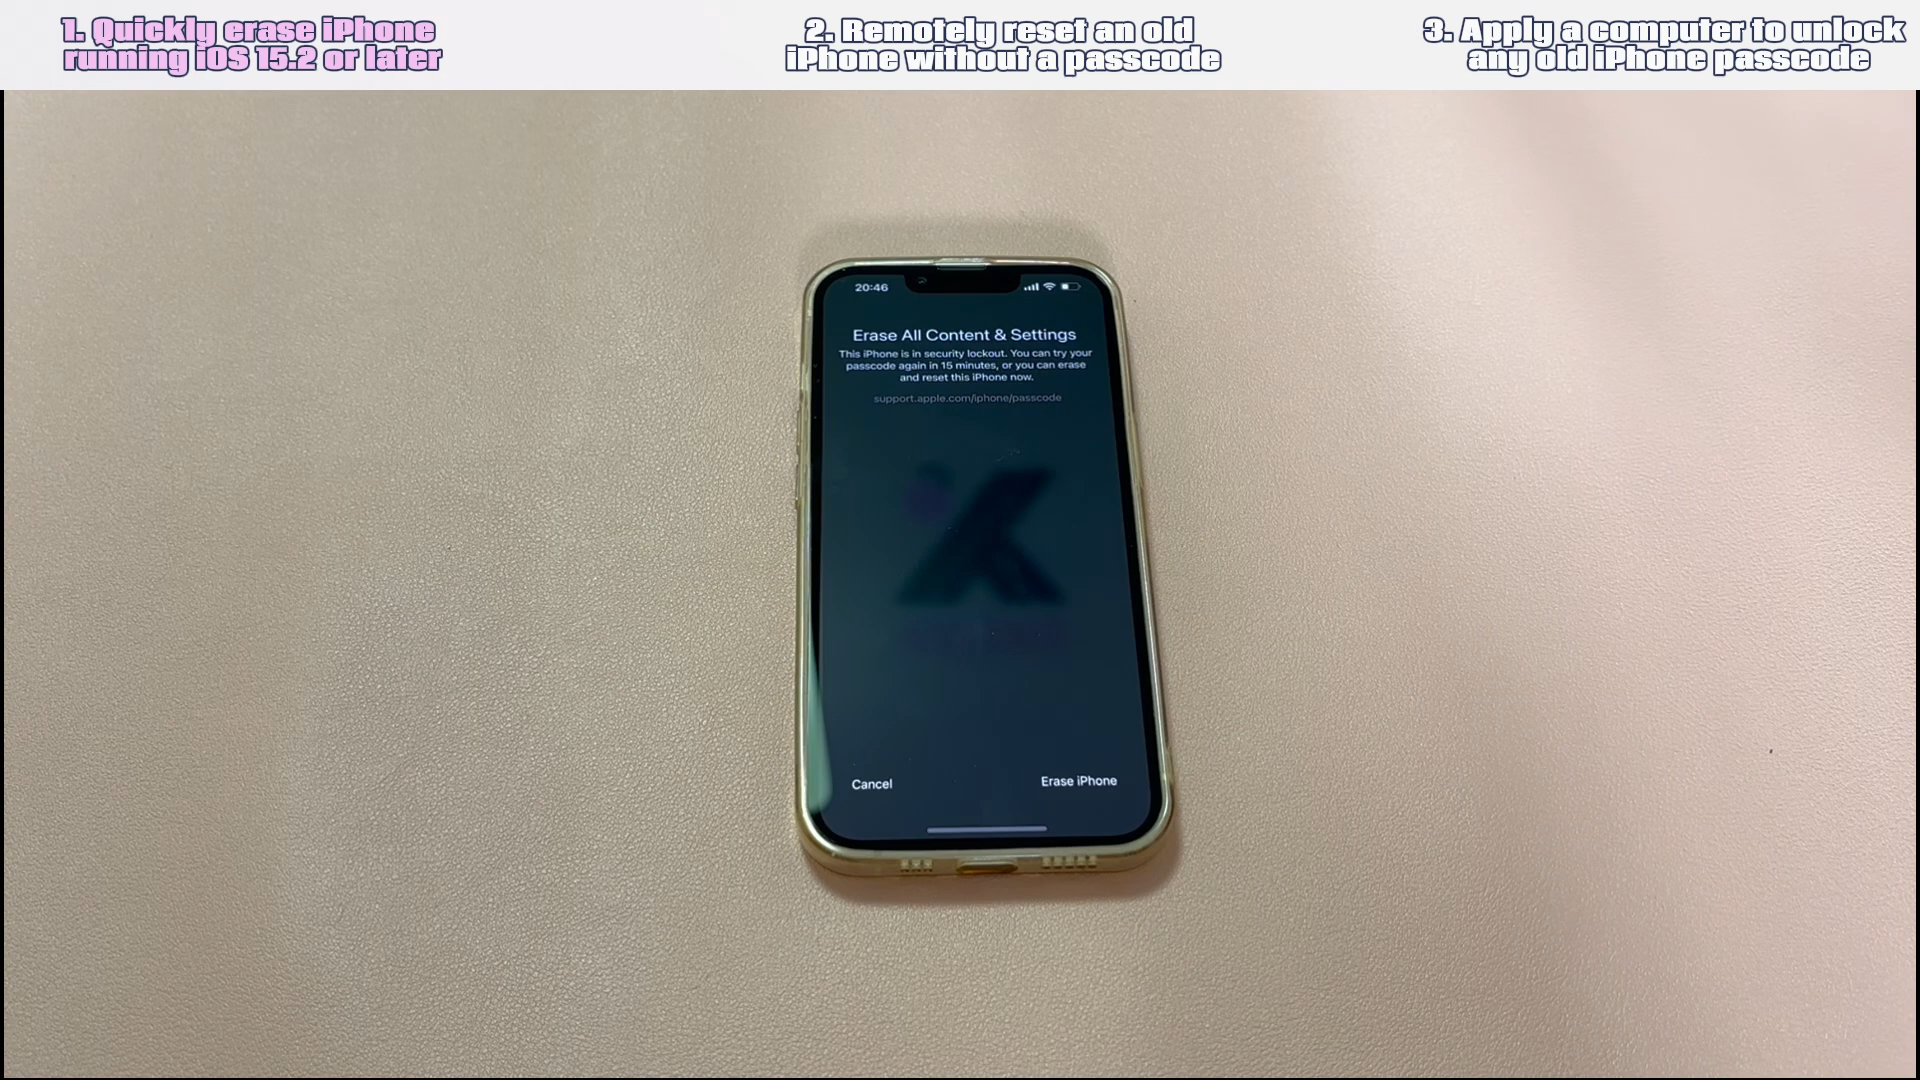 1. Quickly erase iPhone
running iOS 15.2 or later
2. Remotely reset an old
iPhone without a passcode
3. Apply a computer to unlock
any old iPhone passcode
20:46
Erase All Content & Settings
This iPhone is in security lockout. You can try your
passcode again in 15 minutes, or you can erase
and reset this iPhone now.
support.apple.com/iphone/passcode
Cancel
Erase iPhone